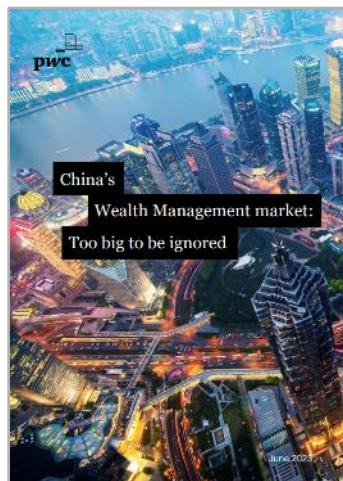 pwc
China's
Wealth Management market:
Too big to be ignored
June 2023